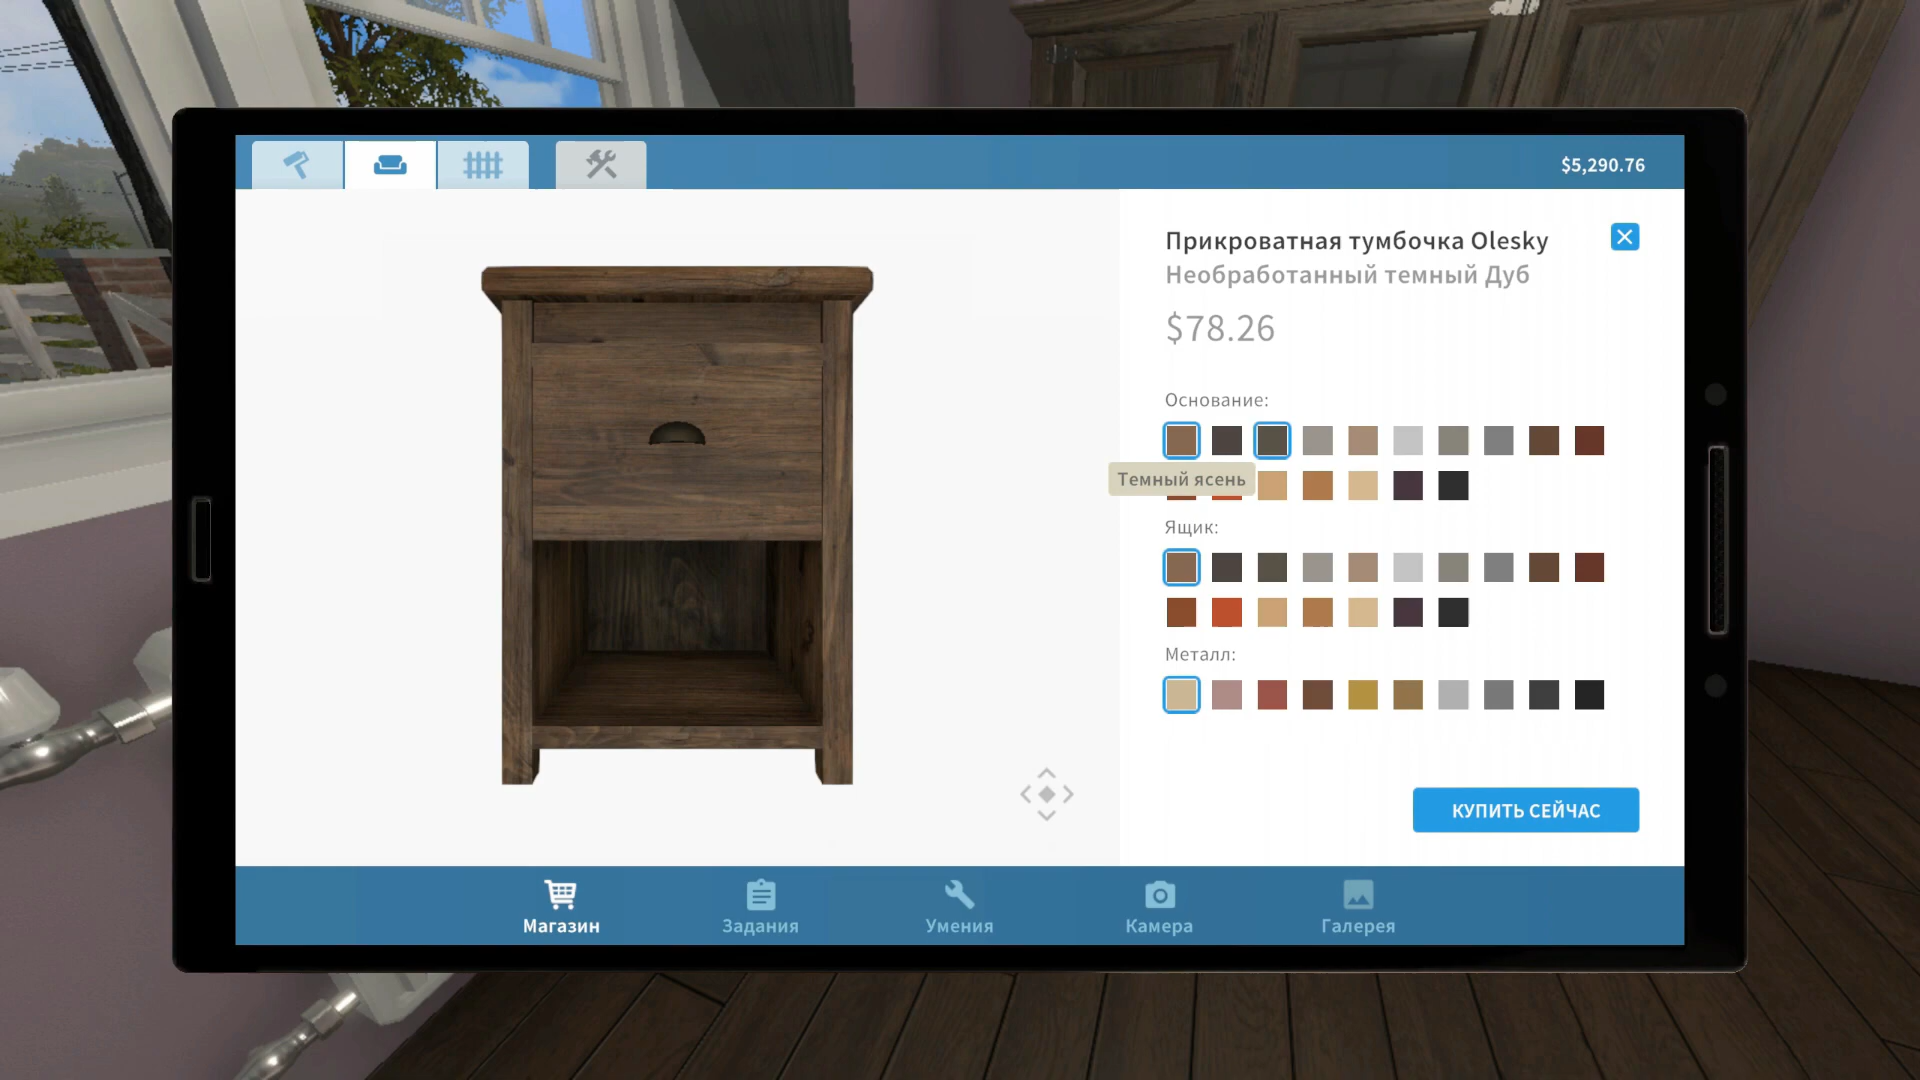 $5,290.76
Прикроватная тумбочка Olesky
Необработанный темный Дуб
$78.26
Основание:
Темный ясень
Ящик:
Металл:
КУПИТЬ СЕЙЧАС
Магазин
Задания
Умения
Камера
Галерея